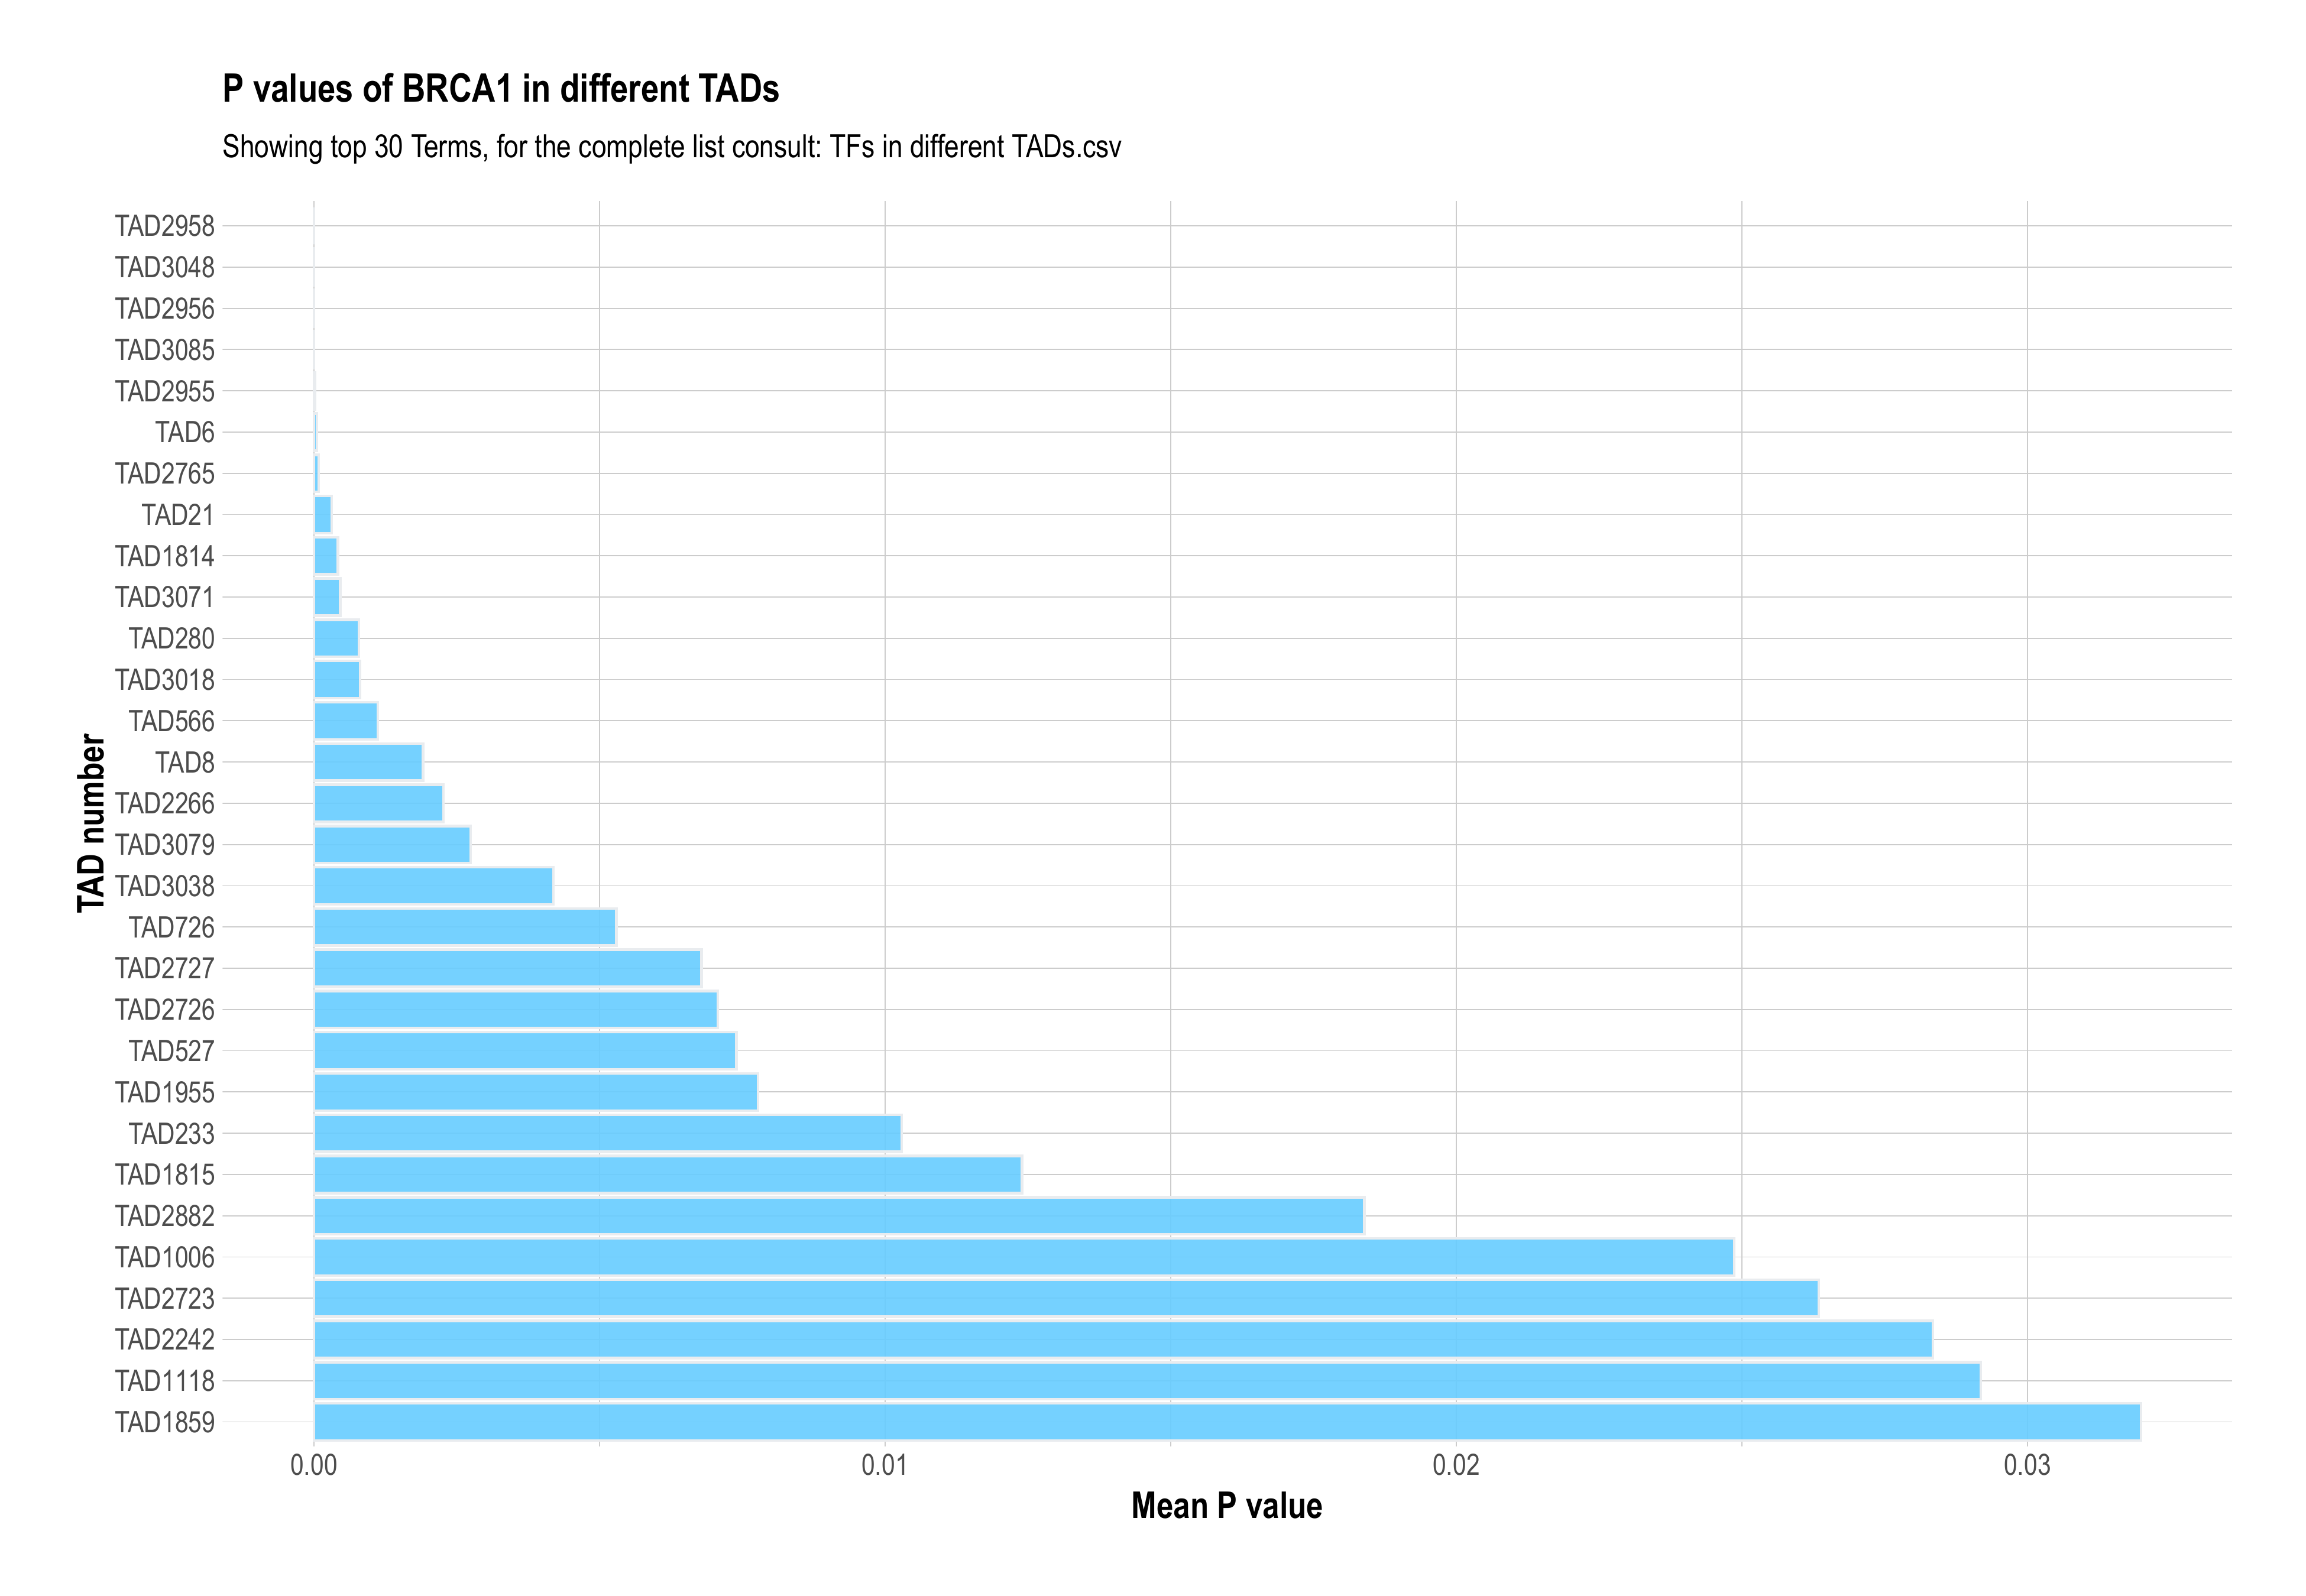 P values of BRCA1 in different TADs
Showing top 30 Terms, for the complete list consult: TFs in different TADs.csv
TAD number
TAD2958
TAD3048
TAD2956
TAD3085
TAD2955
TAD6
TAD2765
TAD21
TAD1814
TAD3071
TAD280
TAD3018
TAD566
TAD8
TAD2266
TAD3079
TAD3038
TAD726
TAD2727
TAD2726
TAD527
TAD1955
TAD233
TAD1815
TAD2882
TAD1006
TAD2723
TAD2242
TAD1118
TAD1859
0.00 0.01 0.02 0.03
Mean P value